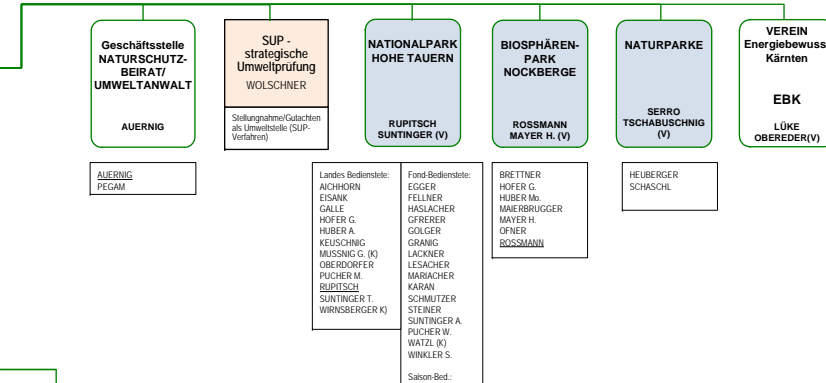 Geschäftsstelle
NATURSCHUTZ-
BEIRAT/
UMWELTANWALT
AUERNIG
SUP -
strategische
Umweltprüfung
WOLSCHNER
Stellungnahme/Gutachten
als Umweltstelle (SUP-
Verfahren)
NATIONALPARK
HOHE TAUERN
RUPITSCH
SUNTINGER (V)
BIOSPHÄREN-
PARK
NOCKBERGE
ROSSMANN
MAYER H. (V)
NATURPARKE
SERRO
TSCHABUSCHNIG
(V)
VEREIN
Energiebewuss
Kärnten
EBK
LÜKE
OBEREDER(V)
AUERNIG
PEGAM
Landes Bedienstete:
AICHHORN
EISANK
GALLE
HOFER G.
HUBER A.
KEUSCHNIG
MUSSNIG G. (K)
OBERDORFER
PUCHER M.
RUPITSCH
SUNTINGER T.
WIRNSBERGER K)
Fond-Bedienstete:
EGGER
FELLNER
HASLACHER
GFRERER
GOLGER
GRANIG
LACKNER
LESACHER
MARIACHER
KARAN
SCHMUTZER
STEINER
SUNTINGER A.
PUCHER W.
WATZL (K)
WINKLER S.
Saison-Bed.:
BRETTNER
HOFER G.
HUBER Mo.
MAIERBRUGGER
MAYER H.
OFNER
ROSSMANN
HEUBERGER
SCHASCHL